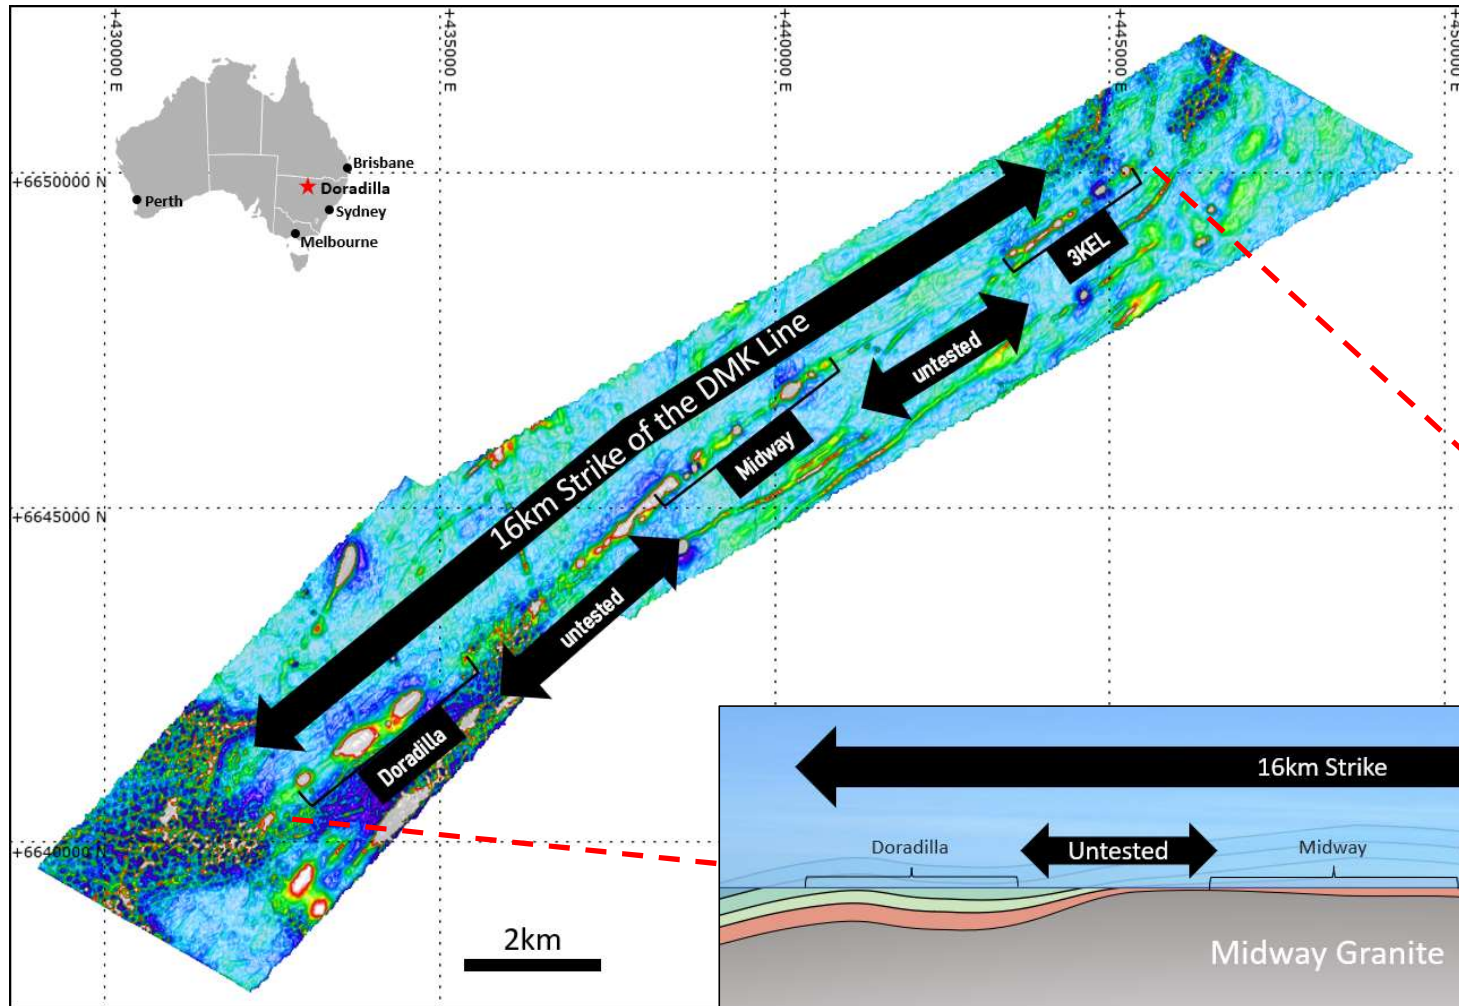 +430000 E
+435000 E
+440000 E
+445000 E
+450000 E
+6650000 N
+6645000 N
+6640000 N
Brisbane
Doradilla
Perth
Sydney
Melbourne
16km Strike of the DMK Line
3KEL
untested
Midway
untested
Doradilla
2km
16km Strike
Doradilla
Untested
Midway
Midway Granite